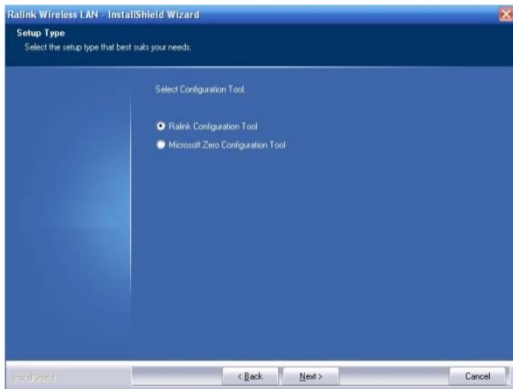 Ralink Wireless LAN - InstallShield Wizard
Setup Type
Select the setup type that best suits your needs.
Select Configuration Tool.
Ralink Configuration Tool
Microsoft Zero Configuration Tool
InstallShield
< Back Next > Cancel